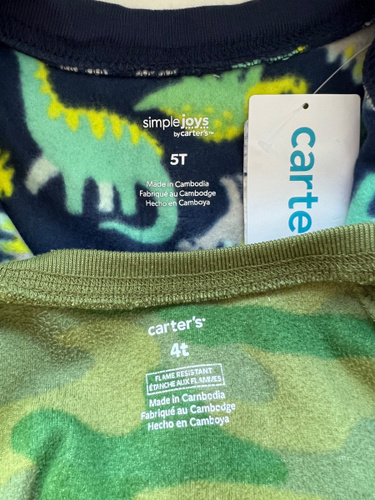 simple joys
by carter's™
5T
Made in Cambodia
Fabriqué au Cambodge
Hecho en Camboya
carte
carter's
4t
FLAME RESISTANT
ÉTANCHE AUX FLAMMES
Made in Cambodia
Fabriqué au Cambodge
Hecho en Camboya